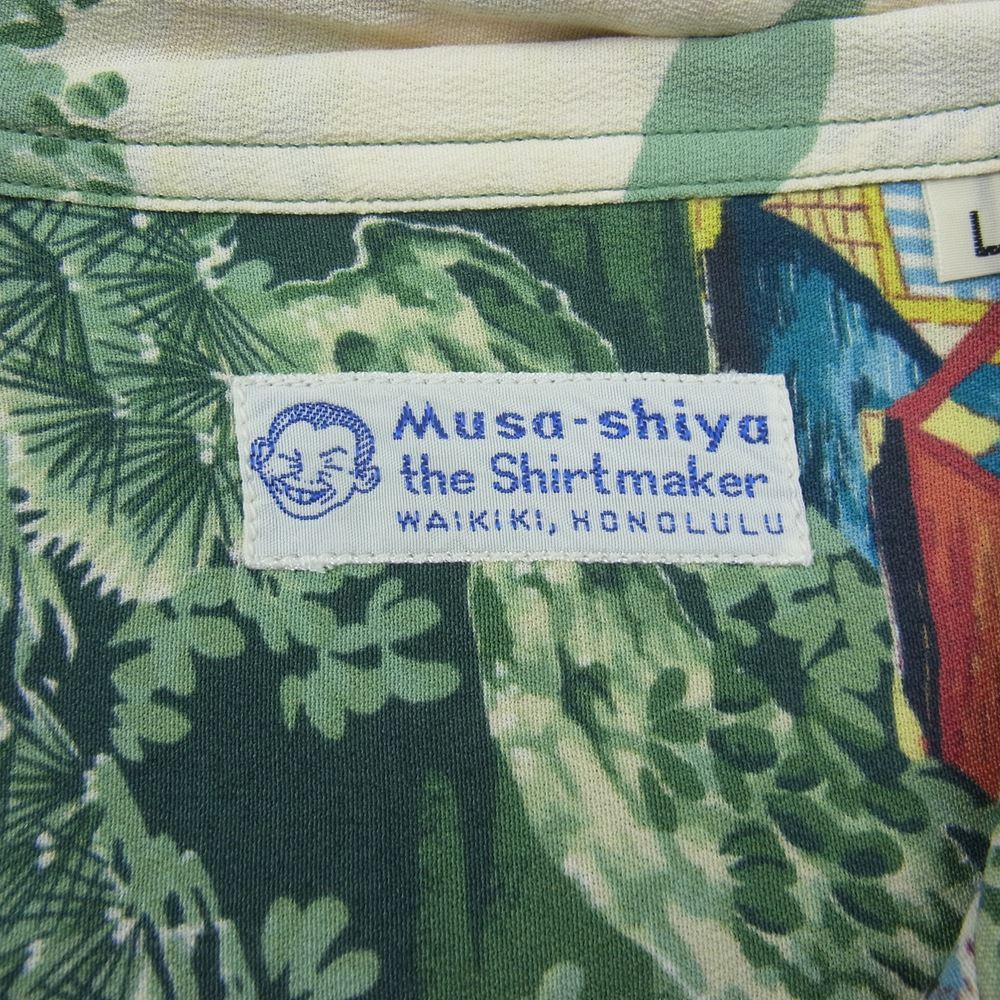 L
Musa-shiya
the Shirtmaker
WAIKIKI, HONOLULU